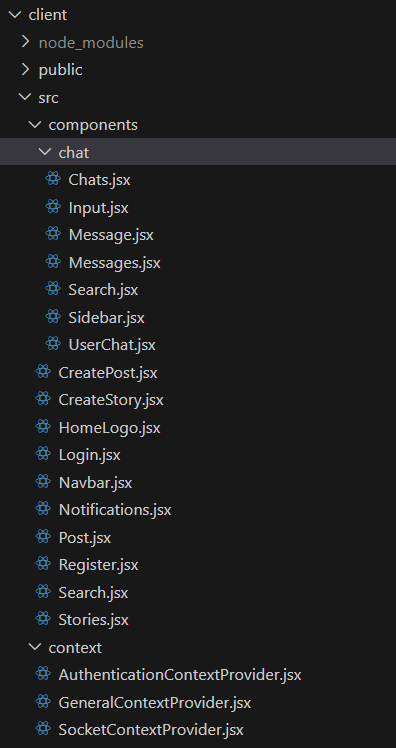 client
node_modules
public
src
components
chat
Chats.jsx
Input.jsx
Message.jsx
Messages.jsx
Search.jsx
Sidebar.jsx
UserChat.jsx
CreatePost.jsx
CreateStory.jsx
HomeLogo.jsx
Login.jsx
Navbar.jsx
Notifications.jsx
Post.jsx
Register.jsx
Search.jsx
Stories.jsx
context
AuthenticationContextProvider.jsx
GeneralContextProvider.jsx
SocketContextProvider.jsx